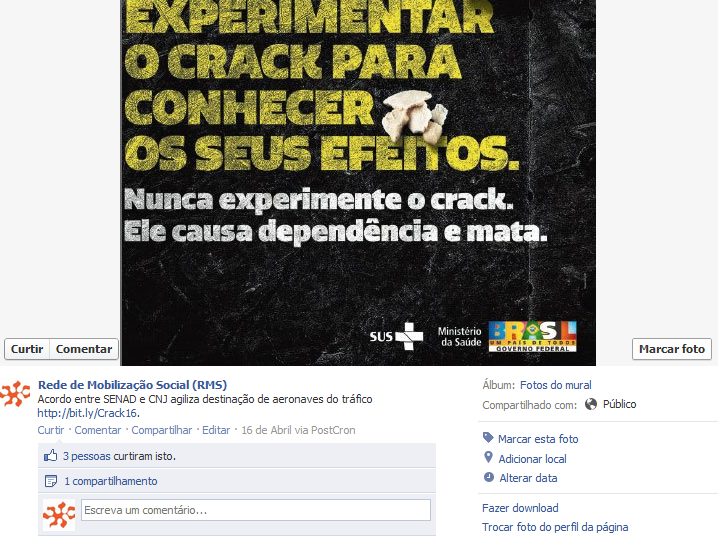 EXPERIMENTAR
O CRACK PARA
CONHECER
OS SEUS EFEITOS.
Nunca experimente o crack.
Ele causa dependência e mata.
SUS
Ministério
da Saúde
BRASIL
UM PAÍS DE TODOS
GOVERNO FEDERAL
Curtir Comentar
Marcar foto
Rede de Mobilização Social (RMS)
Acordo entre SENAD e CNJ agiliza destinação de aeronaves do tráfico
http://bit.ly/Crack16.
Curtir · Comentar · Compartilhar · Editar · 16 de Abril via PostCron
3 pessoas curtiram isto.
1 compartilhamento
Escreva um comentário...
Álbum: Fotos do mural
Compartilhado com: Público
Marcar esta foto
Adicionar local
Alterar data
Fazer download
Trocar foto do perfil da página